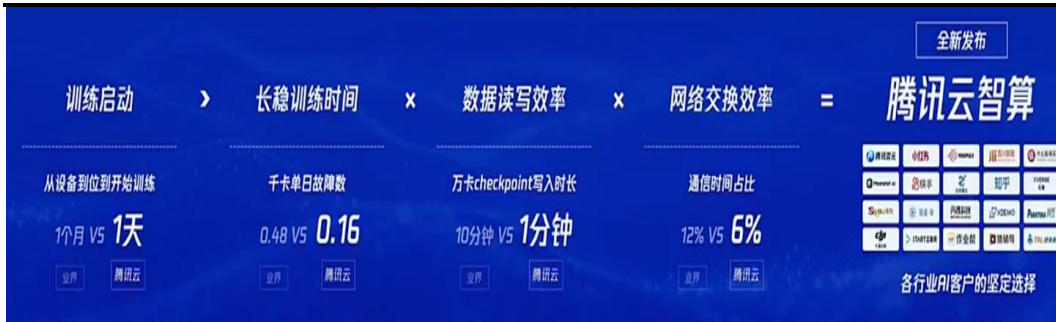 全新发布
训练启动 › 长稳训练时间 × 数据读写效率 × 网络交换效率 = 腾讯云智算
从设备到位到开始训练
1个月 VS 1天
业界 腾讯云
千卡单日故障数
0.48 VS 0.16
业界 腾讯云
万卡checkpoint写入时长
10分钟 VS 1分钟
业界 腾讯云
通信时间占比
12% VS 6%
业界 腾讯云
小红书 MINIMAX
快手 知乎
XDEMO
dji START 作业帮 猿辅导
各行业AI客户的坚定选择